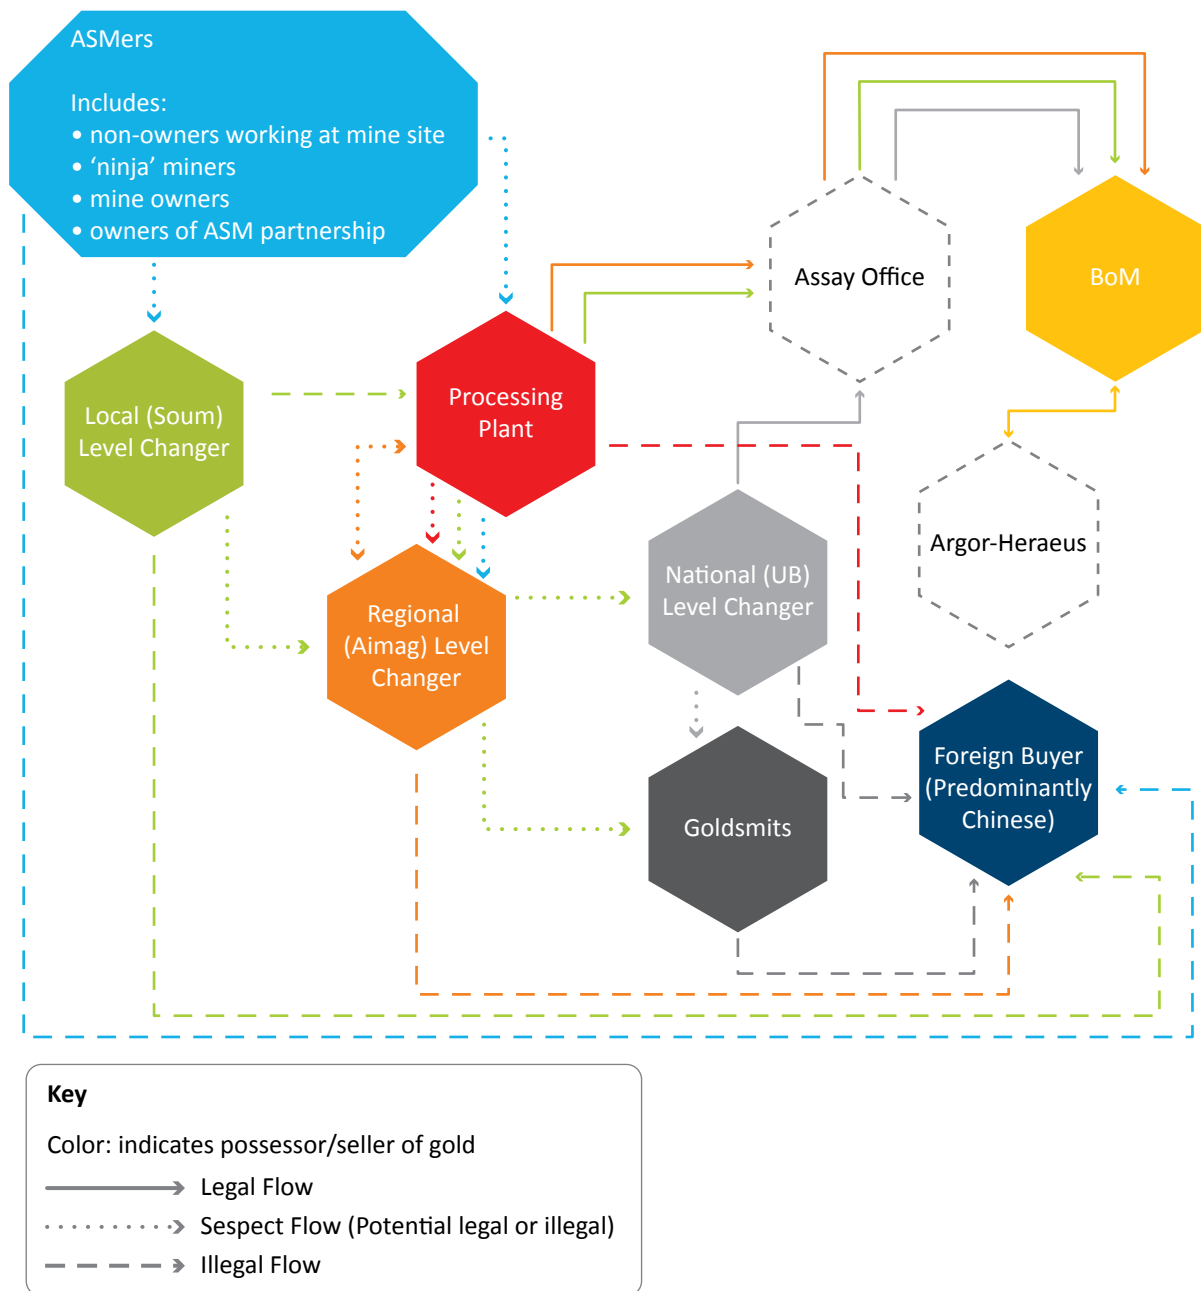 ASMers
Includes:
• non-owners working at mine site
• ‘ninja’ miners
• mine owners
• owners of ASM partnership
Assay Office
BoM
Local (Soum)
Level Changer
Processing
Plant
Argor-Heraeus
National (UB)
Level Changer
Regional
(Aimag) Level
Changer
Foreign Buyer
(Predominantly
Chinese)
Goldsmits
Key
Color: indicates possessor/seller of gold
Legal Flow
Sespect Flow (Potential legal or illegal)
Illegal Flow